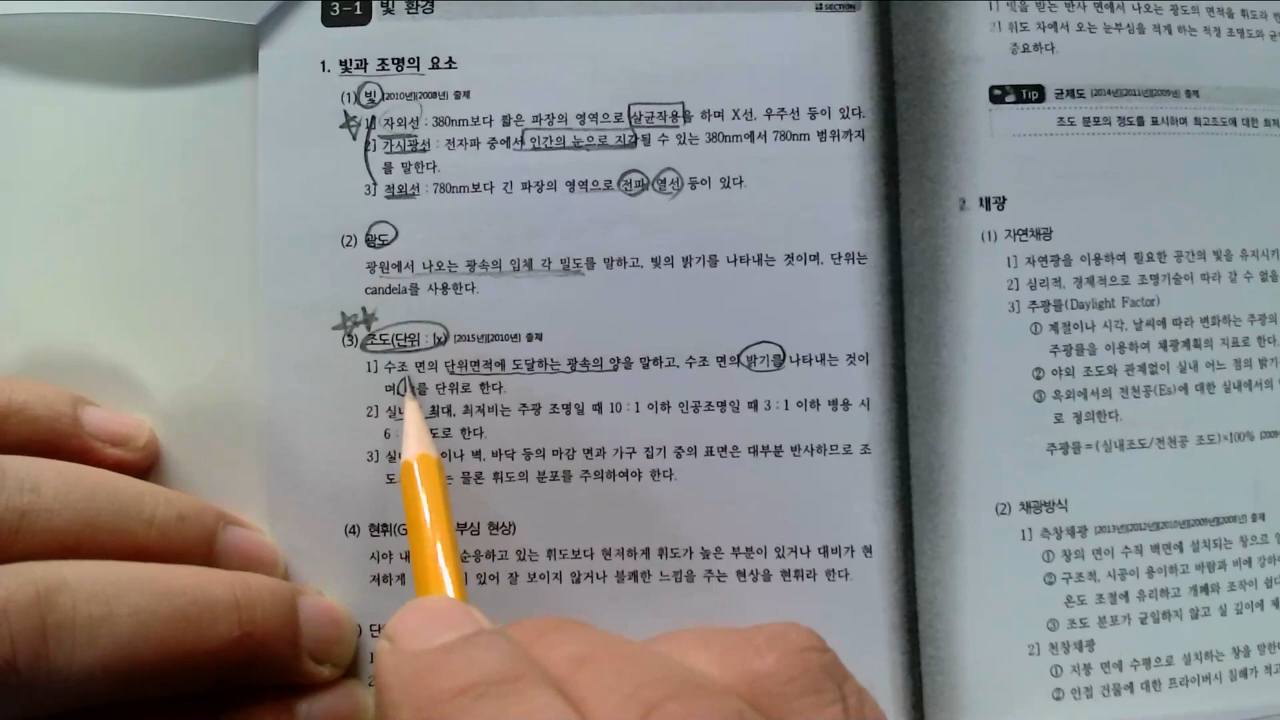 3-1 빛 환경
SECTION
1. 빛과 조명의 요소
(1) 빛 [2010년][2008년] 출제
1] 자외선 : 380nm보다 짧은 파장의 영역으로 살균작용을 하며 X선, 우주선 등이 있다.
2] 가시광선 : 전자파 중에서 인간의 눈으로 지각될 수 있는 380nm에서 780nm 범위까지
를 말한다.
3] 적외선 : 780nm보다 긴 파장의 영역으로 전파, 열선 등이 있다.
(2) 광도
광원에서 나오는 광속의 입체 각 밀도를 말하고, 빛의 밝기를 나타내는 것이며, 단위는
candela를 사용한다.
(3) 조도(단위 : lx) [2015년][2010년] 출제
1] 수조 면의 단위면적에 도달하는 광속의 양을 말하고, 수조 면의 밝기를 나타내는 것이
며 를 단위로 한다.
2] 최대, 최저비는 주광 조명일 때 10 : 1 이하 인공조명일 때 3 : 1 이하 병용 시
6 : 도로 한다.
3] 이나 벽, 바닥 등의 마감 면과 가구 집기 중의 표면은 대부분 반사하므로 조
도 는 물론 휘도의 분포를 주의하여야 한다.
(4) 현휘(G 부심 현상)
시야 내 순응하고 있는 휘도보다 현저하게 휘도가 높은 부분이 있거나 대비가 현
저하게 있어 잘 보이지 않거나 불쾌한 느낌을 주는 현상을 현휘라 한다.
) 단
1] 빛을 받는 반사 면에서 나오는 광도의 면적을 휘도라
2] 휘도 차에서 오는 눈부심을 적게 하는 적정 조명도와
중요하다.
Tip 균제도 [2014년][2011년][2009년] 출제
조도 분포의 정도를 표시하며 최고조도에 대한
2. 채광
(1) 자연채광
1] 자연광을 이용하여 필요한 공간의 빛을 유지시키
2] 심리적, 경제적으로 조명기술이 따라 갈 수 없을
3] 주광률(Daylight Factor)
① 계절이나 시각, 날씨에 따라 변화하는 주광의
주광률을 이용하여 채광계획의 지표로 한다.
② 야외 조도와 관계없이 실내 어느 점의 밝기
③ 옥외에서의 전천공(Es)에 대한 실내에서의
로 정의한다.
주광률 = (실내조도/전천공 조도)×100%
(2) 채광방식
1] 측창채광 [2013년][2012년][2010년][2009년][2008년] 출제
① 창의 면이 수직 벽면에 설치되는 창으로
② 구조적, 시공이 용이하고 바람과 비에 강하
온도 조절에 유리하고 개폐와 조작이 쉽다
③ 조도 분포가 균일하지 않고 실 깊이에 제
2] 천창채광
① 지붕 면에 수평으로 설치하는 창을 말한
② 인접 건물에 대한 프라이버시 침해가 적고